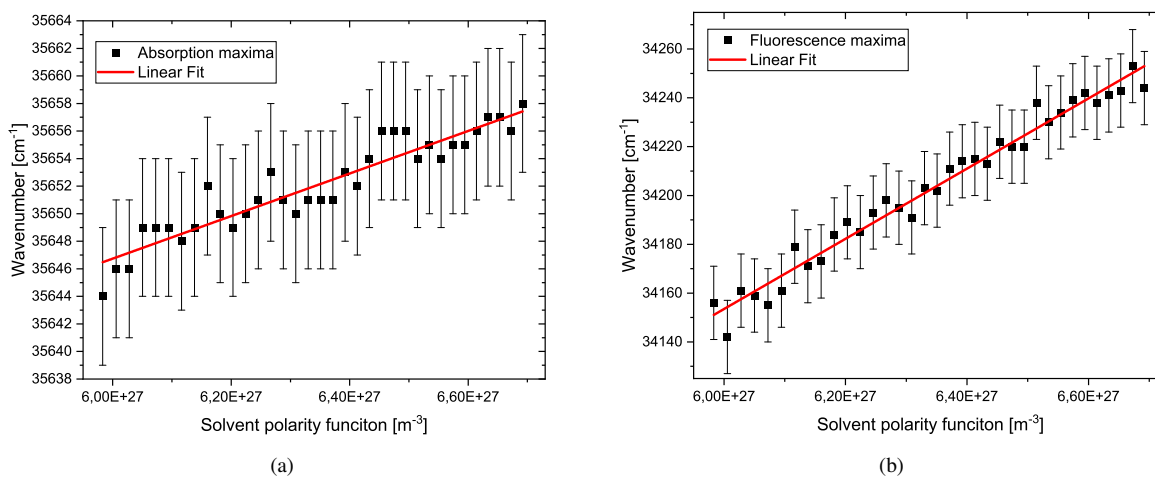 35664
35662
35660
35658
35656
35654
35652
35650
35648
35646
35644
35642
35640
35638
Wavenumber [cm⁻¹]
Absorption maxima
Linear Fit
6,00E+27 6,20E+27 6,40E+27 6,60E+27
Solvent polarity funciton [m⁻³]
(a)
34260
34240
34220
34200
34180
34160
34140
Wavenumber [cm⁻¹]
Fluorescence maxima
Linear Fit
6,00E+27 6,20E+27 6,40E+27 6,60E+27
Solvent polarity funciton [m⁻³]
(b)